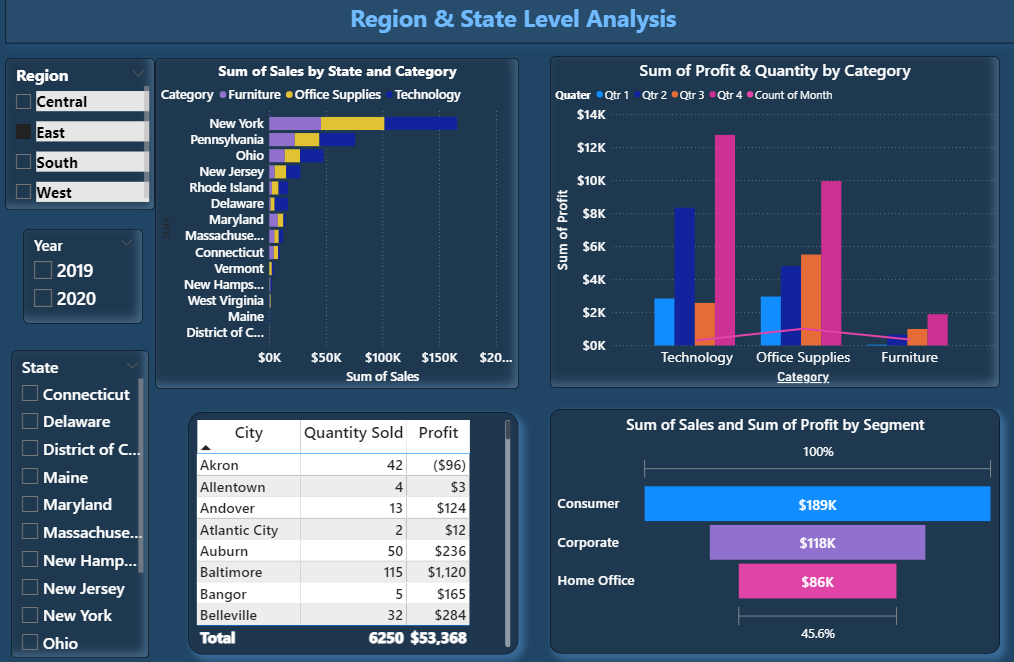 Region & State Level Analysis
Region
Central
East
South
West
Year
2019
2020
State
Connecticut
Delaware
District of C...
Maine
Maryland
Massachuse...
New Hamp...
New Jersey
New York
Ohio
Sum of Sales by State and Category
Category Furniture Office Supplies Technology
State
New York
Pennsylvania
Ohio
New Jersey
Rhode Island
Delaware
Maryland
Massachuse...
Connecticut
Vermont
New Hamps...
West Virginia
Maine
District of C...
$0K $50K $100K $150K $20...
Sum of Sales
Sum of Profit & Quantity by Category
Quater Qtr 1 Qtr 2 Qtr 3 Qtr 4 Count of Month
Sum of Profit
$14K
$12K
$10K
$8K
$6K
$4K
$2K
$0K
Technology Office Supplies Furniture
Category
City Quantity Sold Profit
Akron 42 ($96)
Allentown 4 $3
Andover 13 $124
Atlantic City 2 $12
Auburn 50 $236
Baltimore 115 $1,120
Bangor 5 $165
Belleville 32 $284
Total 6250 $53,368
Sum of Sales and Sum of Profit by Segment
100%
Consumer $189K
Corporate $118K
Home Office $86K
45.6%